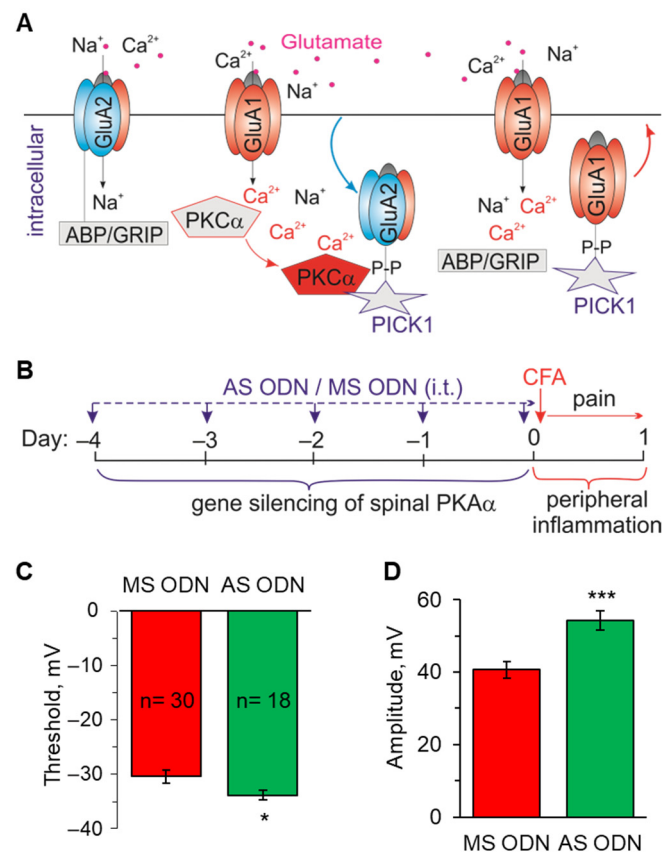 A
Na⁺ Ca²⁺ Glutamate Na⁺
Ca²⁺ Na⁺ Ca²⁺
GluA2 GluA1 GluA1
intracellular
GluA2 GluA1
Na⁺ Ca²⁺ Na⁺ Na⁺ Ca²⁺
PKCα Ca²⁺ Ca²⁺ Ca²⁺
ABP/GRIP PKCα P-P ABP/GRIP P-P
PICK1 PICK1
B
AS ODN / MS ODN (i.t.) CFA
pain
Day: –4 –3 –2 –1 0 1
gene silencing of spinal PKAα peripheral
inflammation
C
MS ODN AS ODN
Threshold, mV
0
–10
–20
–30
–40
n= 30 n= 18
*
D
Amplitude, mV
60
40
20
0
***
MS ODN AS ODN